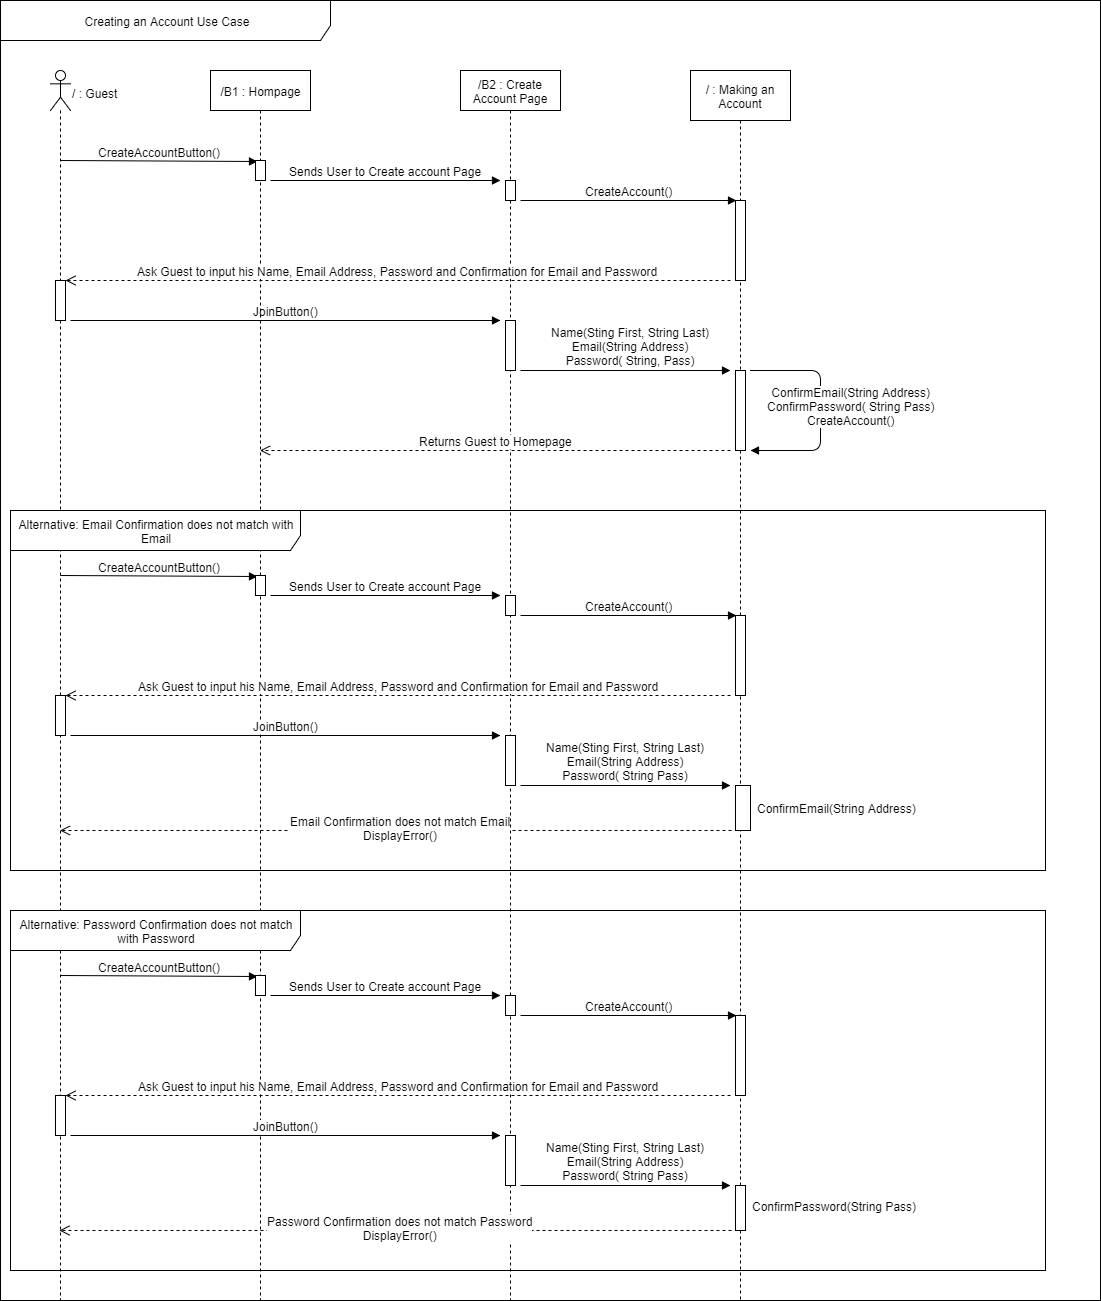 Creating an Account Use Case
/ : Guest
/B1 : Hompage
/B2 : Create
Account Page
/ : Making an
Account
CreateAccountButton()
Sends User to Create account Page
CreateAccount()
Ask Guest to input his Name, Email Address, Password and Confirmation for Email and Password
JoinButton()
Name(Sting First, String Last)
Email(String Address)
Password( String, Pass)
ConfirmEmail(String Address)
ConfirmPassword( String Pass)
CreateAccount()
Returns Guest to Homepage
Alternative: Email Confirmation does not match with
Email
CreateAccountButton()
Sends User to Create account Page
CreateAccount()
Ask Guest to input his Name, Email Address, Password and Confirmation for Email and Password
JoinButton()
Name(Sting First, String Last)
Email(String Address)
Password( String Pass)
ConfirmEmail(String Address)
Email Confirmation does not match Email
DisplayError()
Alternative: Password Confirmation does not match
with Password
CreateAccountButton()
Sends User to Create account Page
CreateAccount()
Ask Guest to input his Name, Email Address, Password and Confirmation for Email and Password
JoinButton()
Name(Sting First, String Last)
Email(String Address)
Password( String Pass)
ConfirmPassword(String Pass)
Password Confirmation does not match Password
DisplayError()